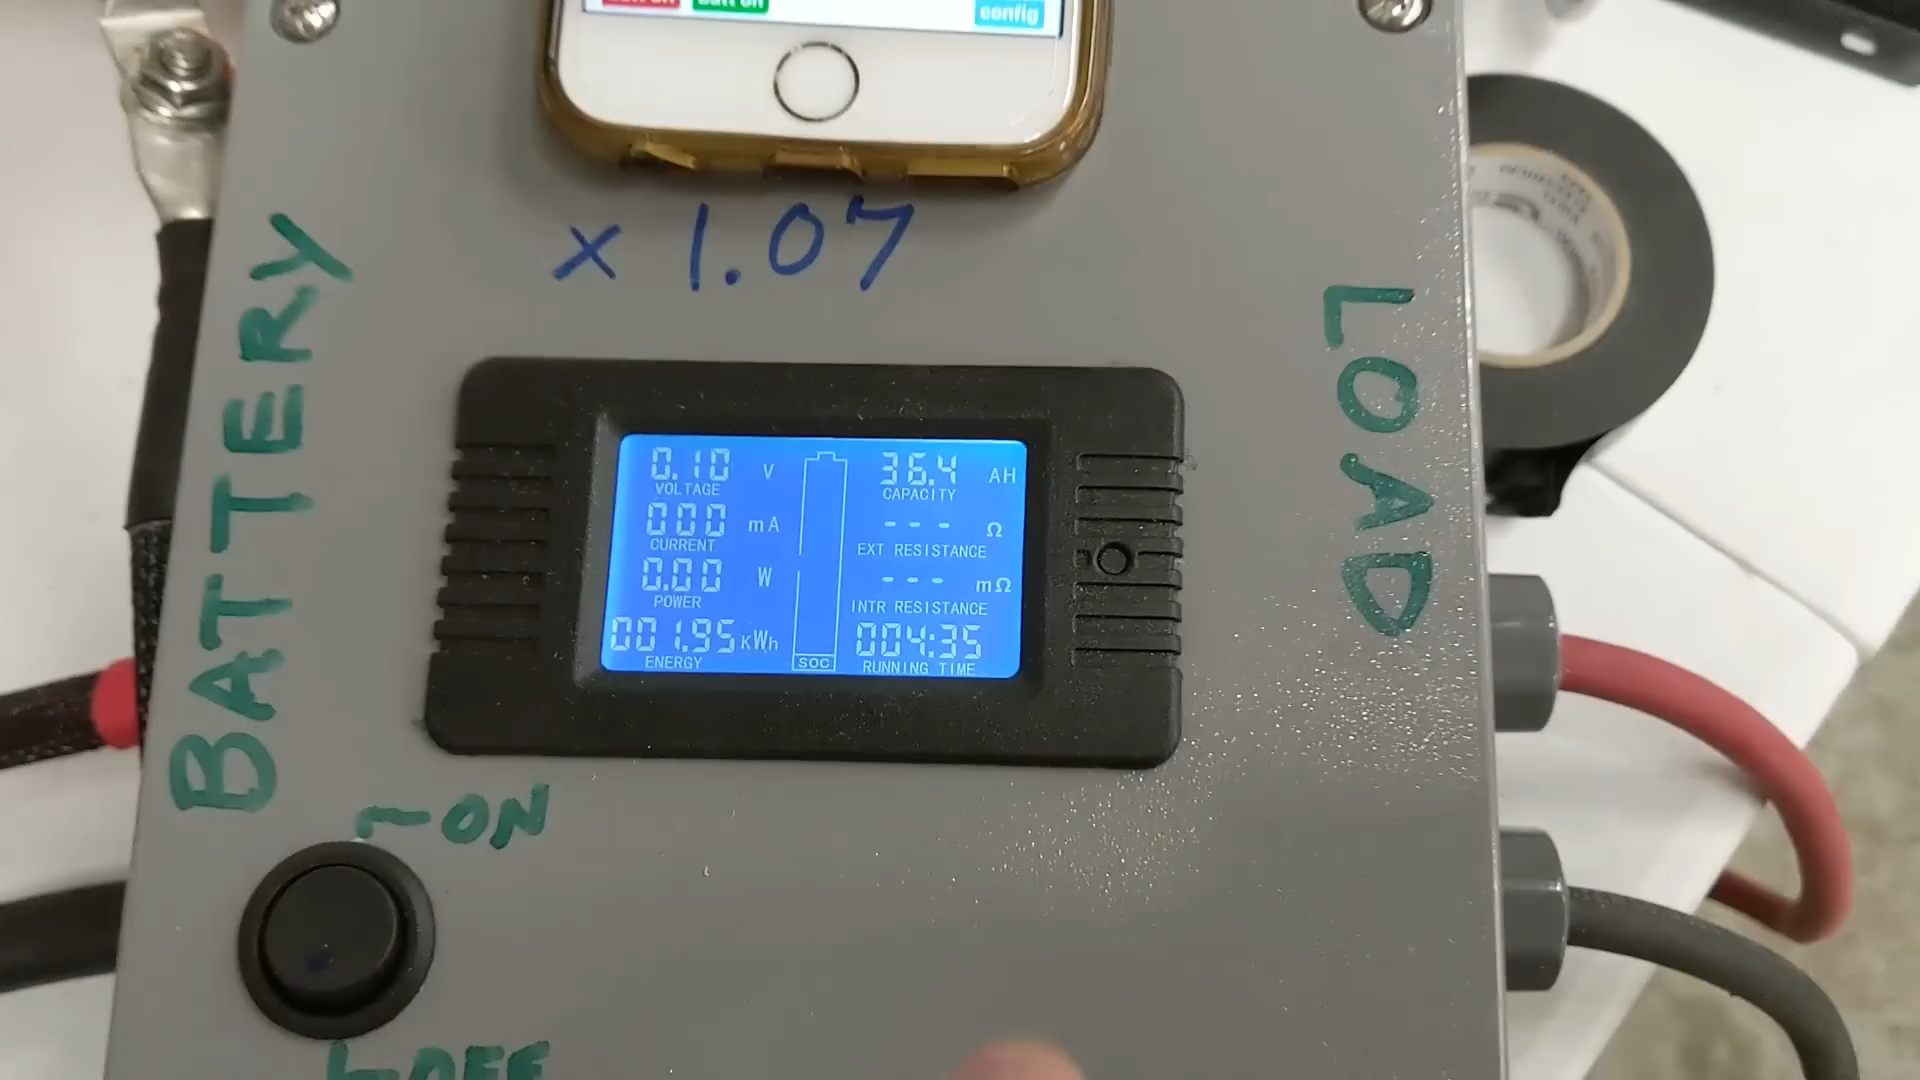 config
x 1.07
BATTERY
LOAD
0.10 V
VOLTAGE
000 mA
CURRENT
0.00 W
POWER
001.95 KWh
ENERGY
SOC
36.4 AH
CAPACITY
--- Ω
EXT RESISTANCE
--- mΩ
INTR RESISTANCE
004:35
RUNNING TIME
ON
OFF